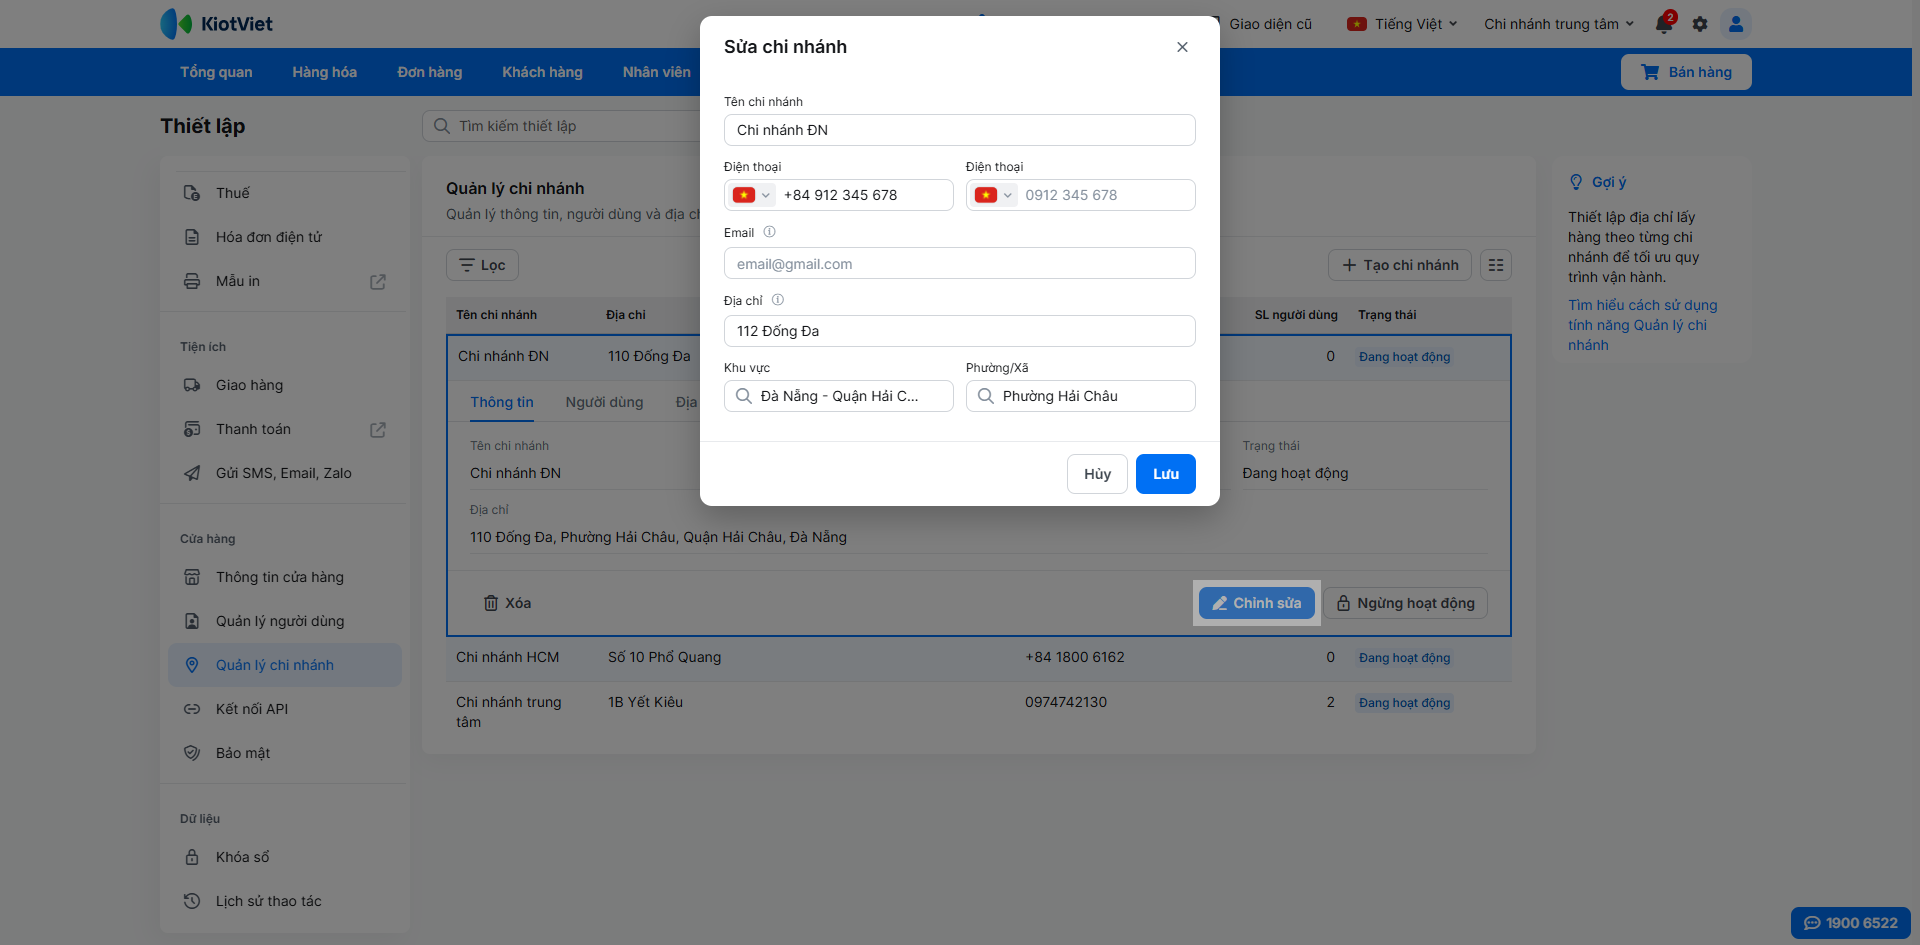 KiotViet
Giao diện cũ
Tiếng Việt
Chi nhánh trung tâm
2
Tổng quan
Hàng hóa
Đơn hàng
Khách hàng
Nhân viên
Bán hàng
Thiết lập
Tìm kiếm thiết lập
Thuế
Hóa đơn điện tử
Mẫu in
Tiện ích
Giao hàng
Thanh toán
Gửi SMS, Email, Zalo
Cửa hàng
Thông tin cửa hàng
Quản lý người dùng
Quản lý chi nhánh
Kết nối API
Bảo mật
Dữ liệu
Khóa sổ
Lịch sử thao tác
Quản lý chi nhánh
Quản lý thông tin, người dùng và địa
Lọc
Tạo chi nhánh
Tên chi nhánh
Địa chỉ
SL người dùng
Trạng thái
Chi nhánh ĐN
110 Đống Đa
0
Đang hoạt động
Thông tin
Người dùng
Địa
Tên chi nhánh
Chi nhánh ĐN
Trạng thái
Đang hoạt động
Địa chỉ
110 Đống Đa, Phường Hải Châu, Quận Hải Châu, Đà Nẵng
Xóa
Chỉnh sửa
Ngừng hoạt động
Chi nhánh HCM
Số 10 Phổ Quang
+84 1800 6162
0
Đang hoạt động
Chi nhánh trung
tâm
1B Yết Kiêu
0974742130
2
Đang hoạt động
Sửa chi nhánh
Tên chi nhánh
Chi nhánh ĐN
Điện thoại
Điện thoại
+84 912 345 678
0912 345 678
Email
email@gmail.com
Địa chỉ
112 Đống Đa
Khu vực
Phường/Xã
Đà Nẵng - Quận Hải C...
Phường Hải Châu
Hủy
Lưu
Gợi ý
Thiết lập địa chỉ lấy
hàng theo từng chi
nhánh để tối ưu quy
trình vận hành.
Tìm hiểu cách sử dụng
tính năng Quản lý chi
nhánh
1900 6522